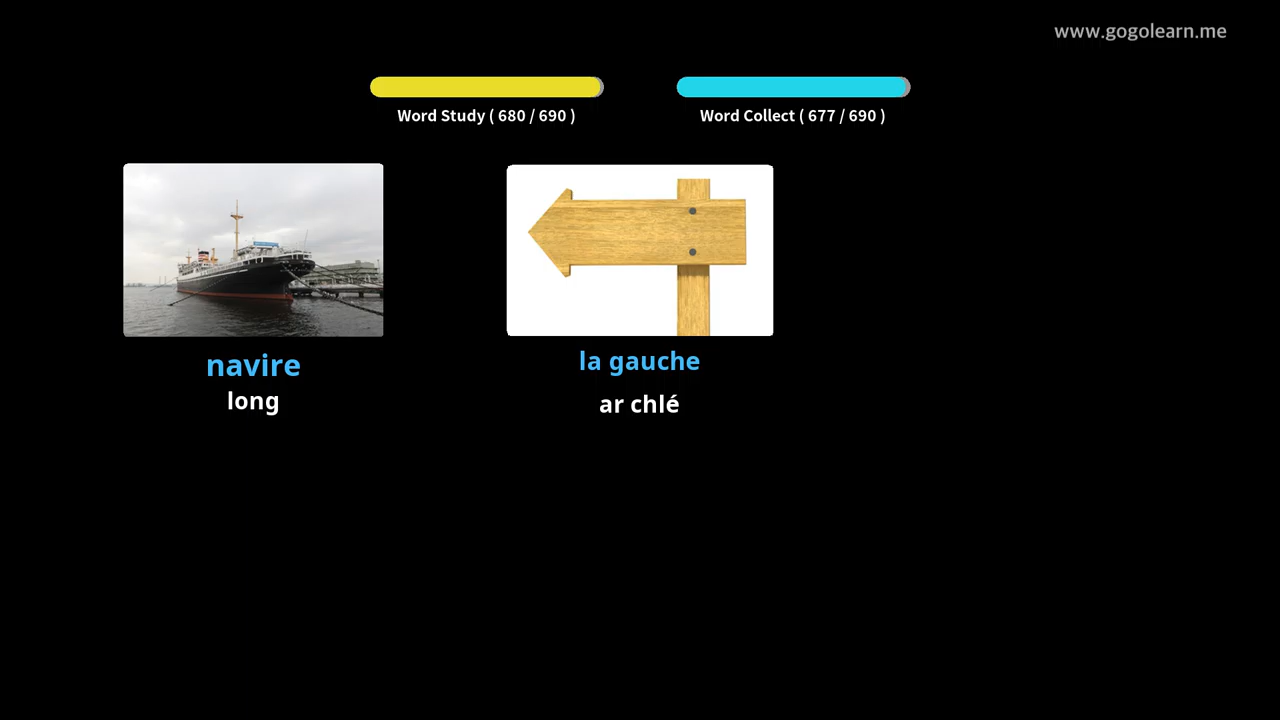 www.gogolearn.me
Word Study ( 680 / 690 )
Word Collect ( 677 / 690 )
navire
long
la gauche
ar chlé